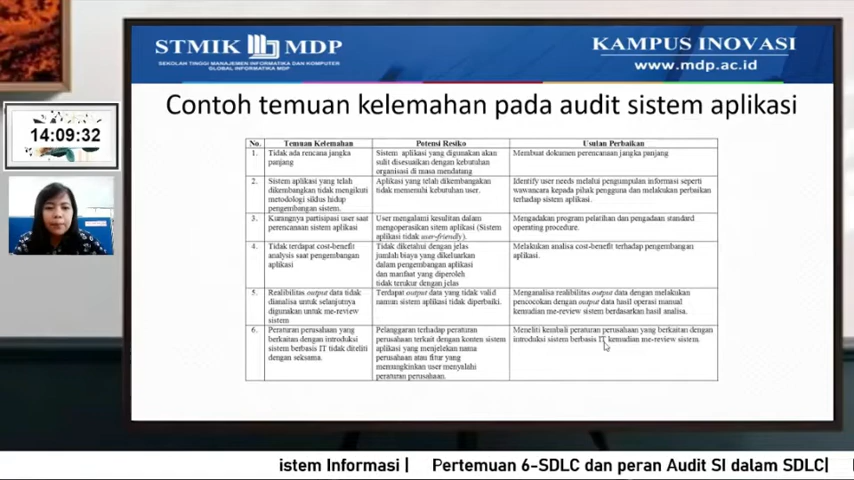 STMIK MDP
SEKOLAH TINGGI MANAJEMEN INFORMATIKA DAN KOMPUTER
GLOBAL INFORMATIKA MDP
KAMPUS INOVASI
www.mdp.ac.id
Contoh temuan kelemahan pada audit sistem aplikasi
14:09:32
No. Temuan Kelemahan Potensi Resiko Usulan Perbaikan
1. Tidak ada rencana jangka
panjang
Sistem aplikasi yang digunakan akan
sulit disesuaikan dengan kebutuhan
organisasi di masa mendatang
Membuat dokumen perencanaan jangka panjang
2. Sistem aplikasi yang telah
dikembangkan tidak mengikuti
metodologi siklus hidup
pengembangan sistem.
Aplikasi yang telah dikembangakan
tidak memenuhi kebutuhan user.
Identify user needs melalui pengumpulan informasi seperti
wawancara kepada pihak pengguna dan melakukan perbaikan
terhadap sistem aplikasi.
3. Kurangnya partisipasi user saat
perencanaan sistem aplikasi
User mengalami kesulitan dalam
mengoperasikan sitem aplikasi (Sistem
aplikasi tidak user-friendly).
Mengadakan program pelatihan dan pengadaan standard
operating procedure.
4. Tidak terdapat cost-benefit
analysis saat pengembangan
aplikasi
Tidak diketahui dengan jelas
jumlah biaya yang dikeluarkan
dalam pengembangan aplikasi
dan manfaat yang diperoleh
tidak terukur dengan jelas
Melakukan analisa cost-benefit terhadap pengembangan
aplikasi.
5. Realibilitas output data tidak
dianalisa untuk selanjutnya
digunakan untuk me-review
sistem
Terdapat output data yang tidak valid
namun sistem aplikasi tidak diperbaiki.
Menganalisa realibilitas output data dengan melakukan
pencocokan dengan output data hasil operasi manual
kemudian me-review sistem berdasarkan hasil analisa.
6. Peraturan perusahaan yang
berkaitan dengan introduksi
sistem berbasis IT tidak diteliti
dengan seksama.
Pelanggaran terhadap peraturan
perusahaan terkait dengan konten sistem
aplikasi yang menjelekan nama
perusahaan atau fitur yang
memungkinkan user menyalahi
peraturan perusahaan.
Meneliti kembali peraturan perusahaan yang berkaitan dengan
introduksi sistem berbasis IT kemudian me-review sistem.
istem Informasi | Pertemuan 6-SDLC dan peran Audit SI dalam SDLC|